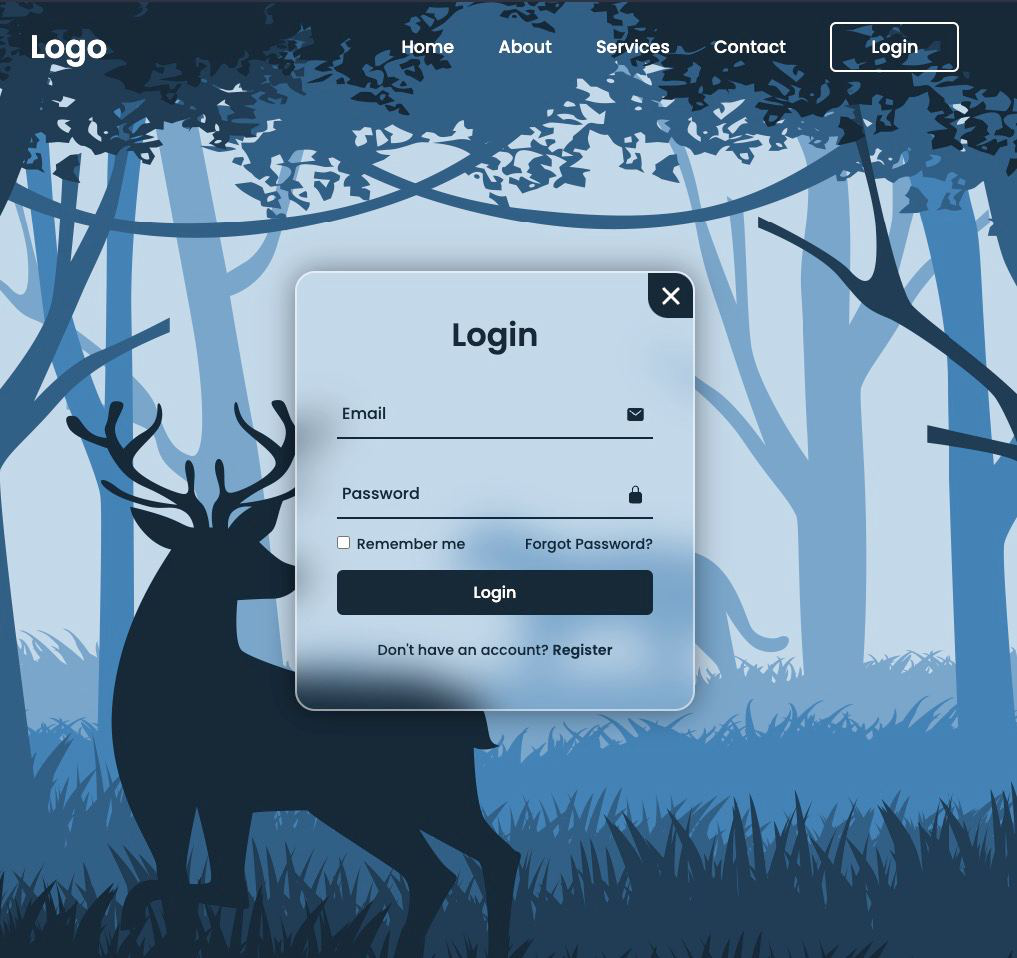 Logo
Home About Services Contact Login
Login
Email
Password
Remember me Forgot Password?
Login
Don't have an account? Register